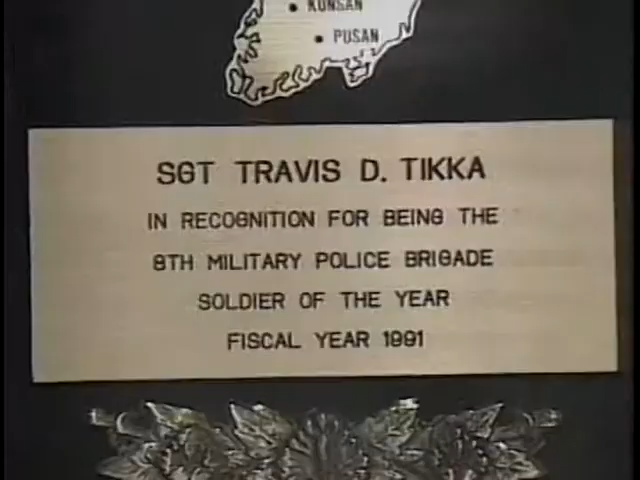 KUNSAN
PUSAN
SGT TRAVIS D. TIKKA
IN RECOGNITION FOR BEING THE
8TH MILITARY POLICE BRIGADE
SOLDIER OF THE YEAR
FISCAL YEAR 1991